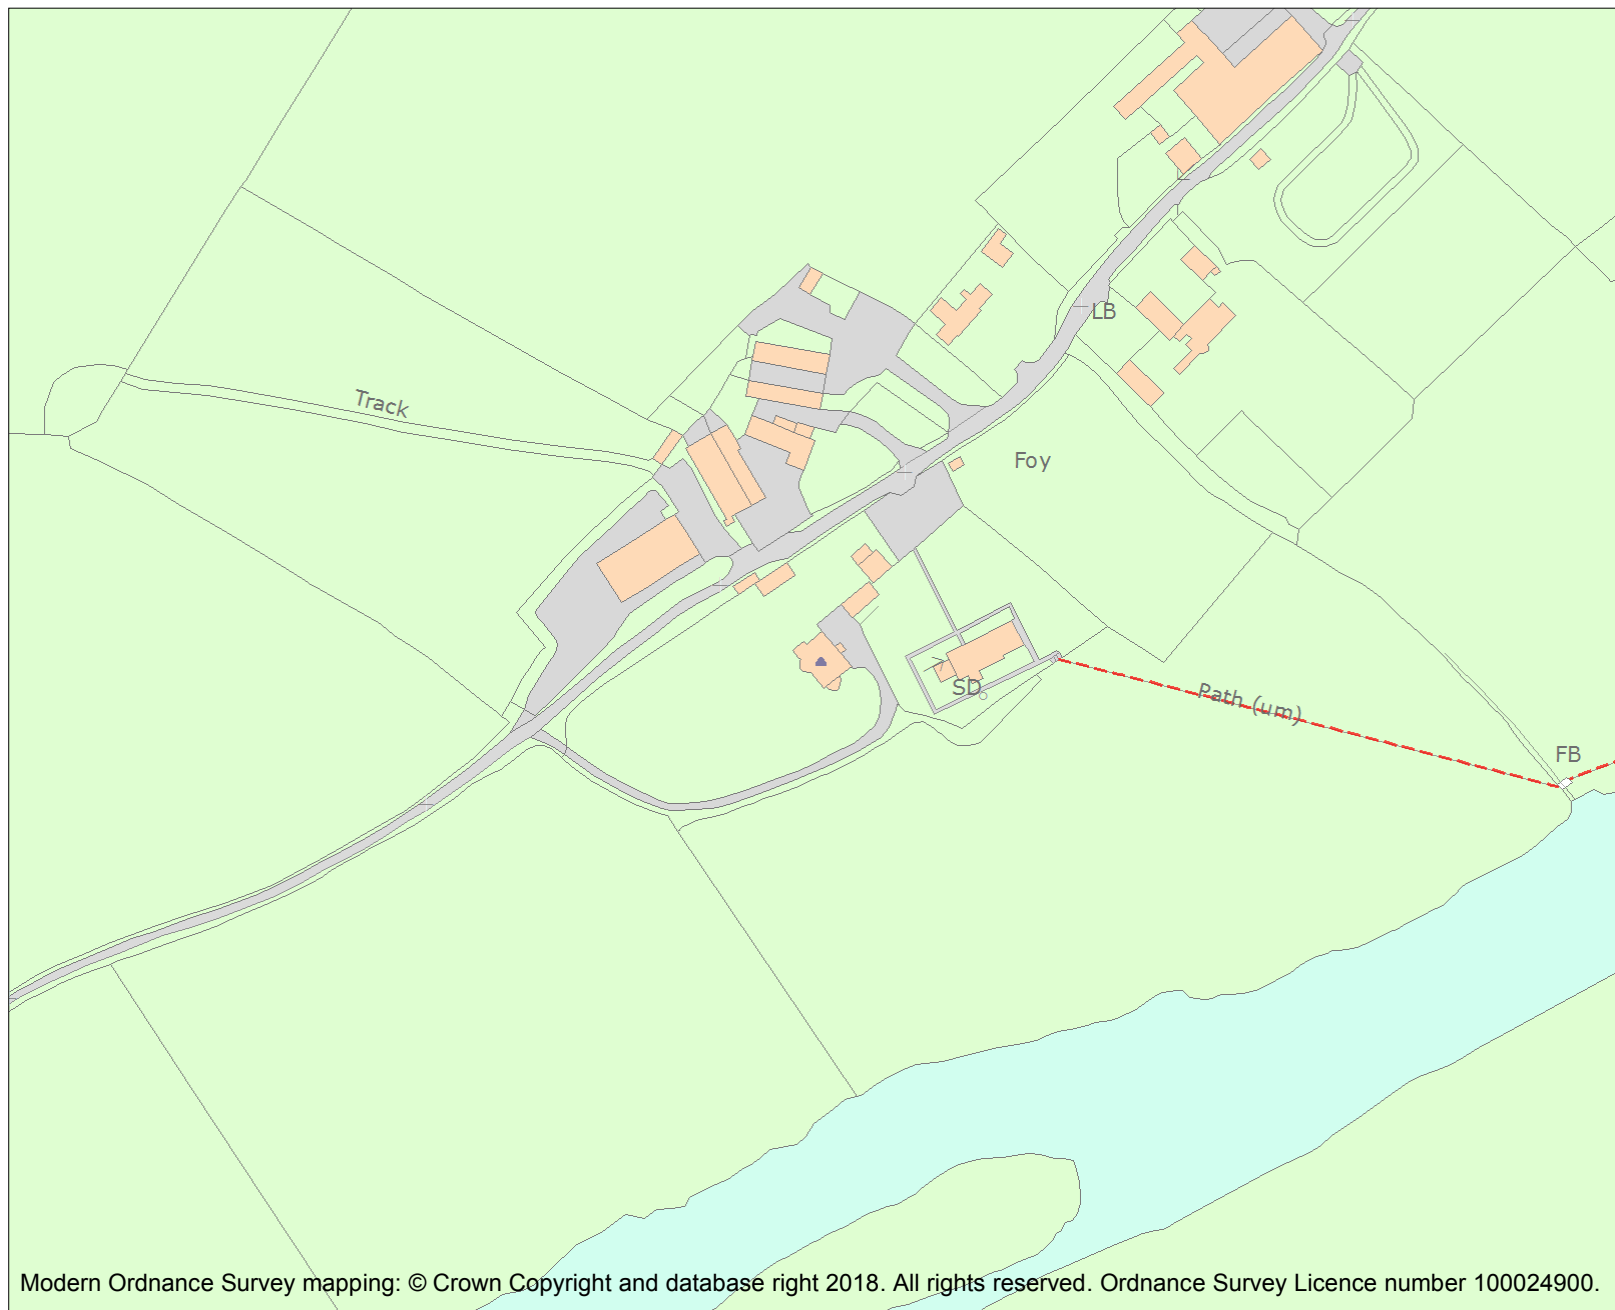 LB
Track
Foy
SD
Path (um)
FB
Modern Ordnance Survey mapping: © Crown Copyright and database right 2018. All rights reserved. Ordnance Survey Licence number 100024900.